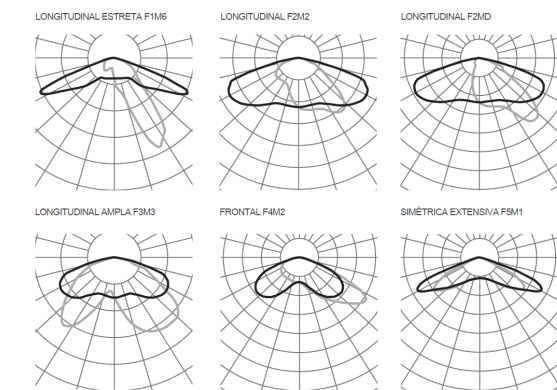 LONGITUDINAL ESTRETA F1M6
LONGITUDINAL F2M2
LONGITUDINAL F2MD
LONGITUDINAL AMPLA F3M3
FRONTAL F4M2
SIMÉTRICA EXTENSIVA F5M1